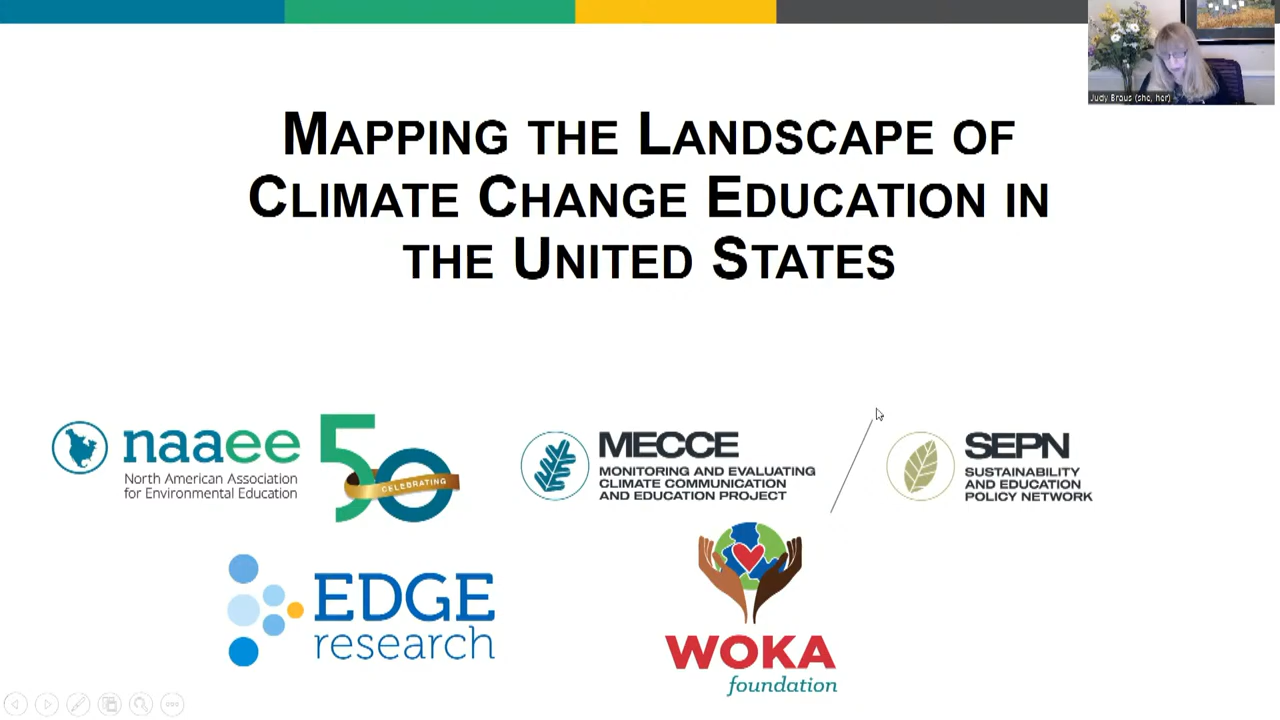 Judy Braus (she, her)
MAPPING THE LANDSCAPE OF
CLIMATE CHANGE EDUCATION IN
THE UNITED STATES
naaee
North American Association
for Environmental Education
50
CELEBRATING
MECCE
MONITORING AND EVALUATING
CLIMATE COMMUNICATION
AND EDUCATION PROJECT
SEPN
SUSTAINABILITY
AND EDUCATION
POLICY NETWORK
EDGE
research
WOKA
foundation